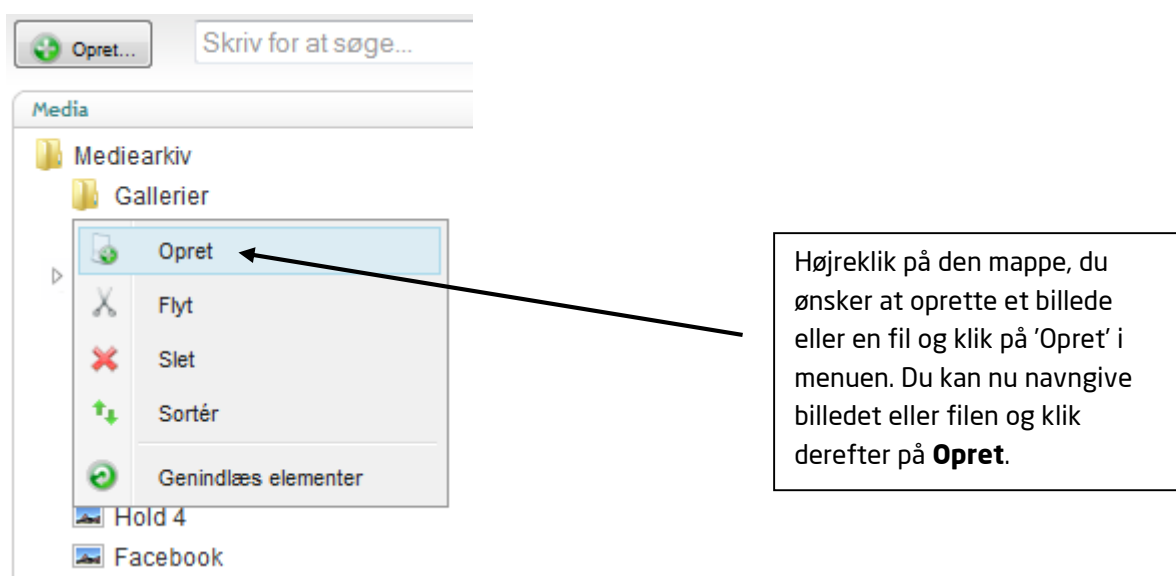 Opret...
Skriv for at søge...
Media
Mediearkiv
Gallerier
Opret
Flyt
Slet
Sortér
Genindlæs elementer
Hold 4
Facebook
Højreklik på den mappe, du
ønsker at oprette et billede
eller en fil og klik på ’Opret’ i
menuen. Du kan nu navngive
billedet eller filen og klik
derefter på Opret.